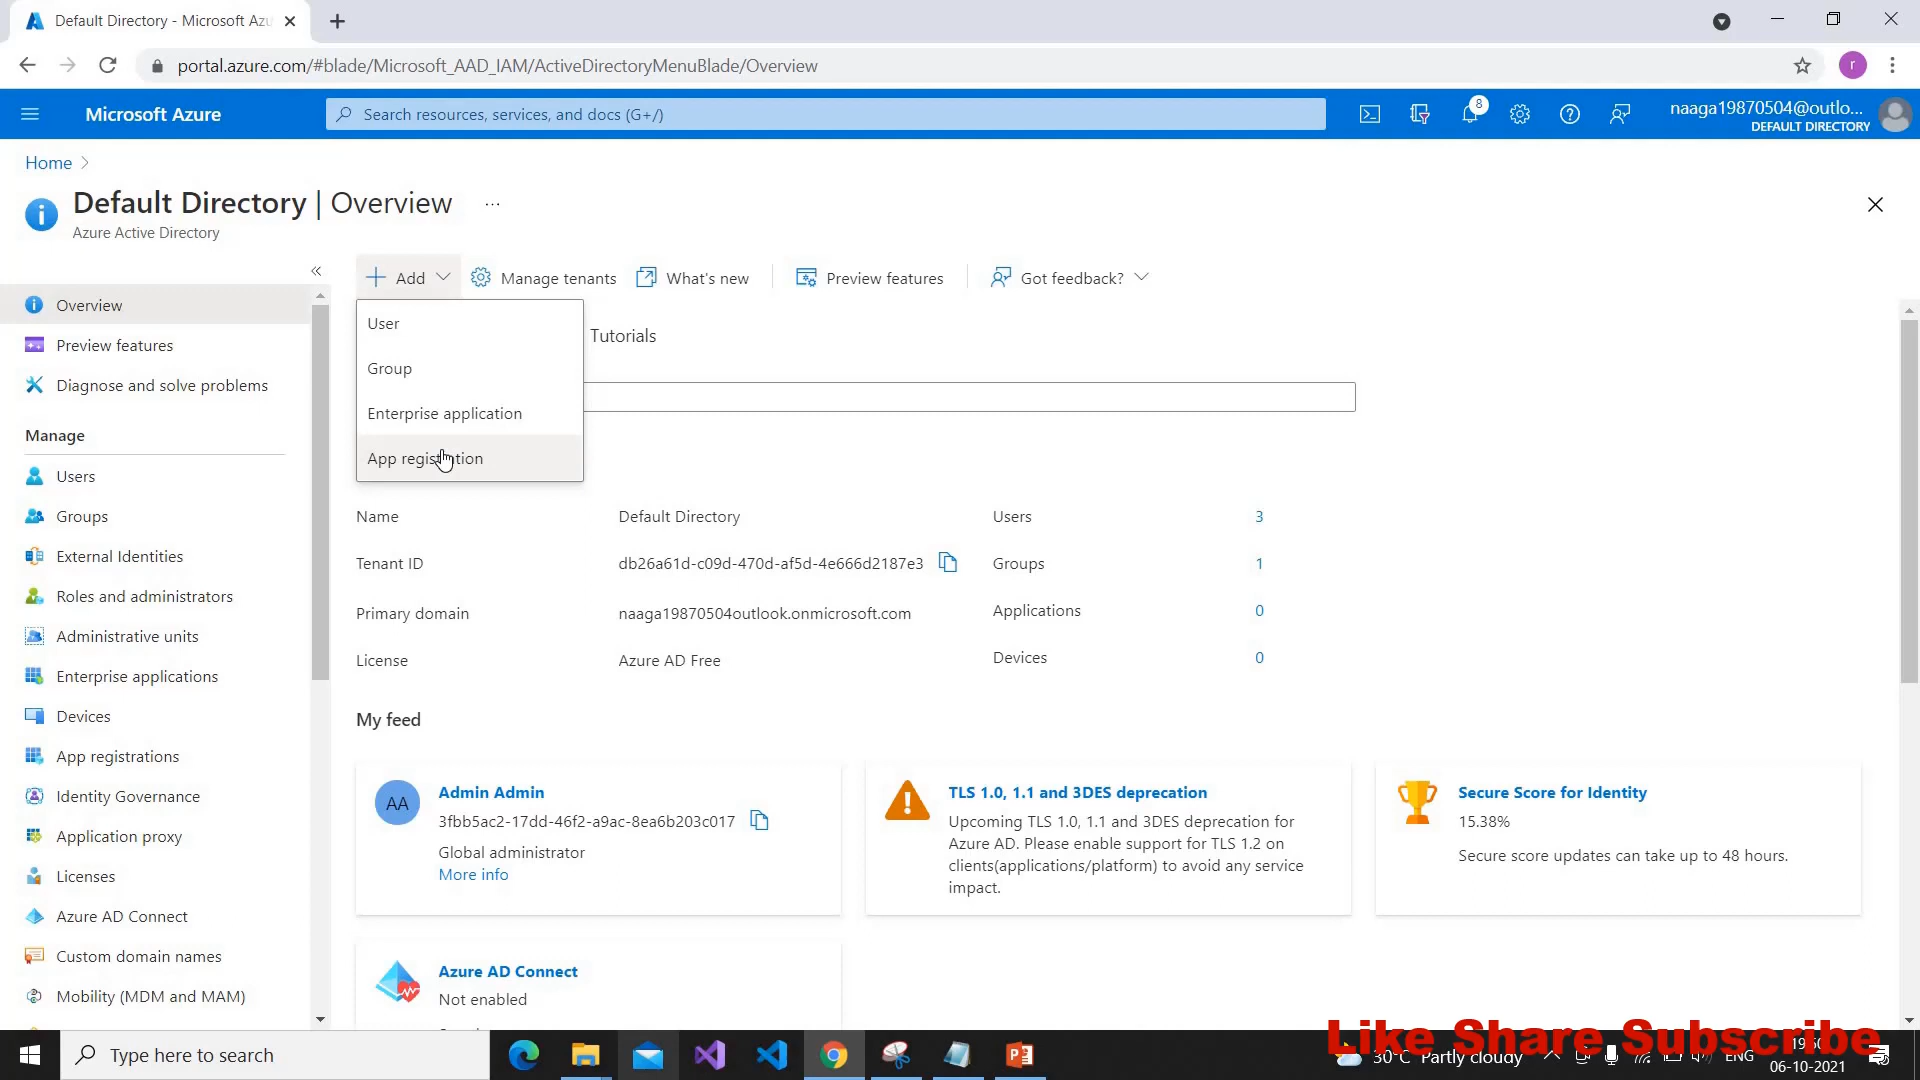 Default Directory - Microsoft Azu
portal.azure.com/#blade/Microsoft_AAD_IAM/ActiveDirectoryMenuBlade/Overview
r
Microsoft Azure
Search resources, services, and docs (G+/)
8
naaga19870504@outlo...
DEFAULT DIRECTORY
Home
Default Directory | Overview
...
Azure Active Directory
Add
Manage tenants
What's new
Preview features
Got feedback?
User
Group
Enterprise application
App registration
Tutorials
Overview
Preview features
Diagnose and solve problems
Manage
Users
Groups
External Identities
Roles and administrators
Administrative units
Enterprise applications
Devices
App registrations
Identity Governance
Application proxy
Licenses
Azure AD Connect
Custom domain names
Mobility (MDM and MAM)
Name
Default Directory
Users
3
Tenant ID
db26a61d-c09d-470d-af5d-4e666d2187e3
Groups
1
Primary domain
naaga19870504outlook.onmicrosoft.com
Applications
0
License
Azure AD Free
Devices
0
My feed
AA
Admin Admin
3fbb5ac2-17dd-46f2-a9ac-8ea6b203c017
Global administrator
More info
TLS 1.0, 1.1 and 3DES deprecation
Upcoming TLS 1.0, 1.1 and 3DES deprecation for
Azure AD. Please enable support for TLS 1.2 on
clients(applications/platform) to avoid any service
impact.
Secure Score for Identity
15.38%
Secure score updates can take up to 48 hours.
Azure AD Connect
Not enabled
Like Share Subscribe
Type here to search
30°C Partly cloudy
ENG
06-10-2021